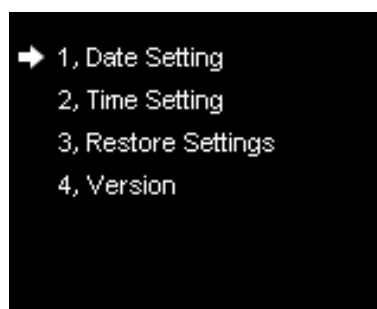 1, Date Setting
2, Time Setting
3, Restore Settings
4, Version